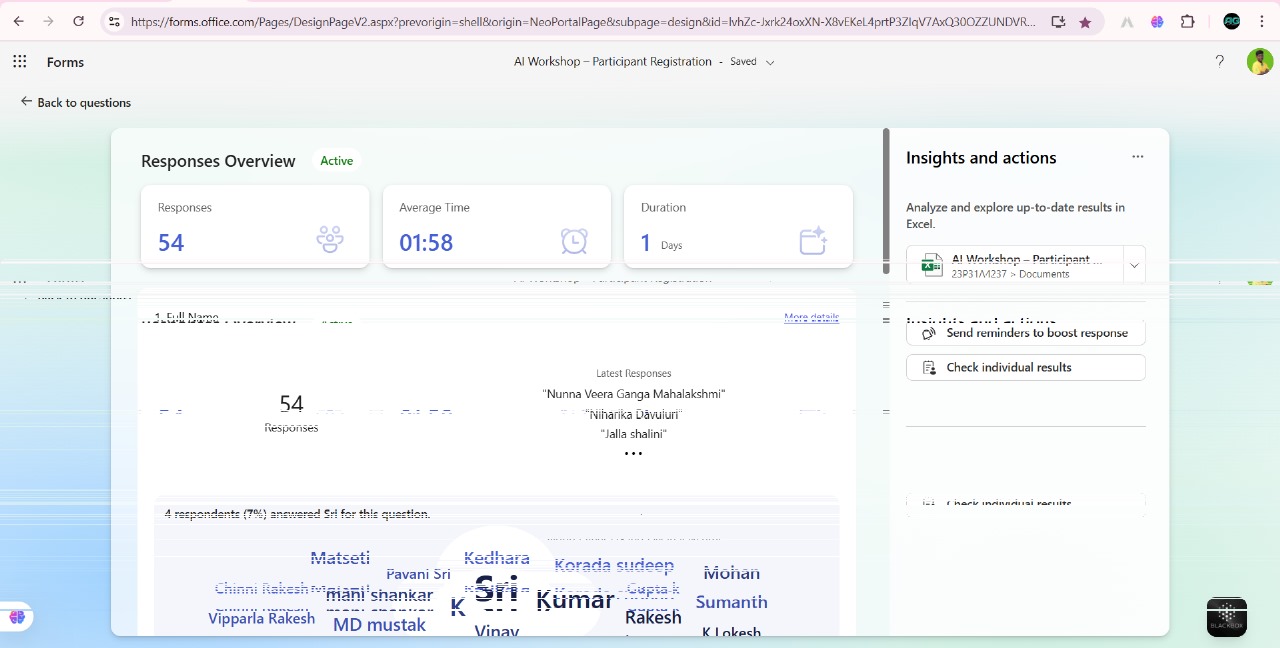 https://forms.office.com/Pages/DesignPageV2.aspx?prevorigin=shell&origin=NeoPortalPage&subpage=design&id=IvhZc-Jxrk24oxXN-X8vEKeL4prtP3ZIqV7AxQ30OZZUNDVR...
Forms
AI Workshop – Participant Registration - Saved
?
Back to questions
Responses Overview Active
Responses
54
Average Time
01:58
Duration
1 Days
Insights and actions
Analyze and explore up-to-date results in
Excel.
AI Workshop – Participant ...
23P31A4237 > Documents
Send reminders to boost response
Check individual results
Check individual results
1. Full Name
More details
54
Responses
Latest Responses
"Nunna Veera Ganga Mahalakshmi"
"Niharika Davuluri"
"Jalla shalini"
...
4 respondents (7%) answered Sri for this question.
Matseti Kedhara Korada sudeep
Pavani Sri Mohan
Chinni Rakesh mani shankar Sri Gupta k
K Kumar Sumanth
Vipparla Rakesh MD mustak Rakesh
Vinay K Lokesh
BLACKBOX